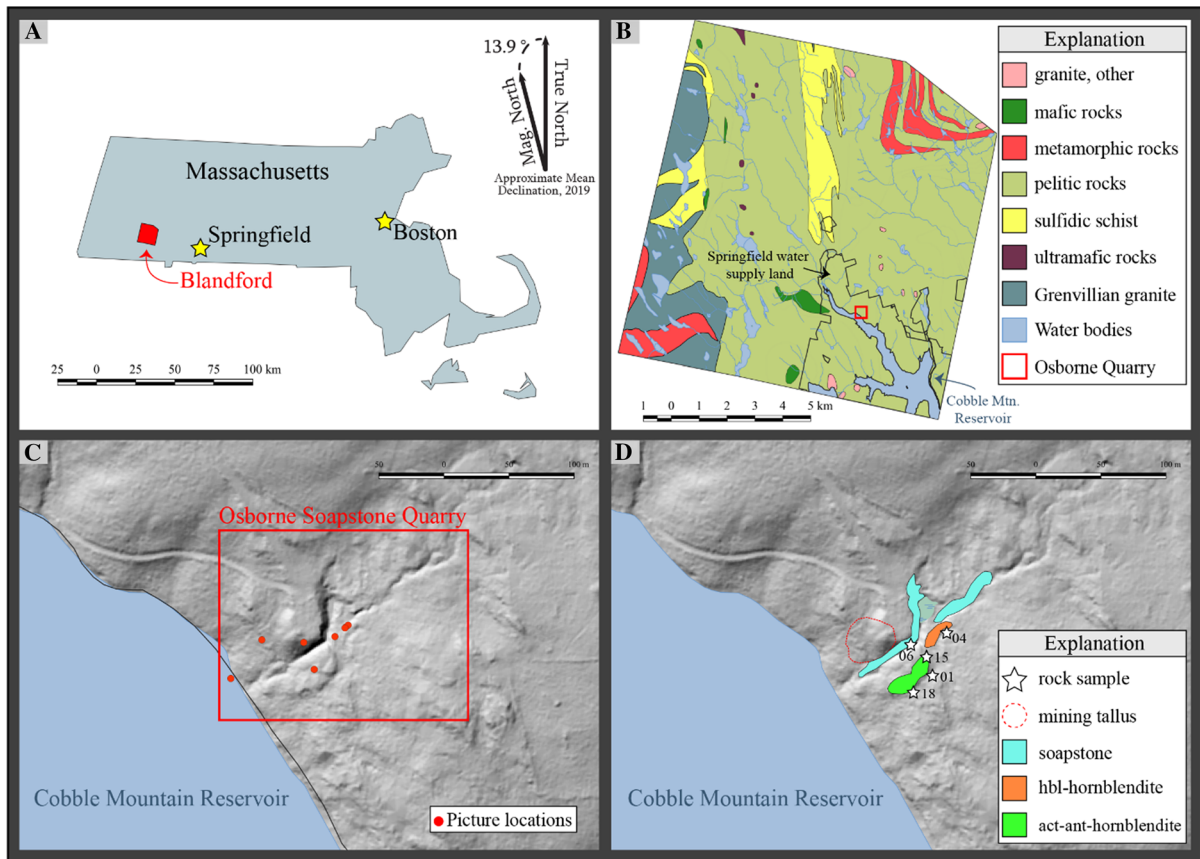 A
13.9 °
True North
Mag. North
Approximate Mean
Declination, 2019
Massachusetts
Springfield
Boston
Blandford
25 0 25 50 75 100 km
B
Springfield water
supply land
Cobble Mtn.
Reservoir
1 0 1 2 3 4 5 km
Explanation
granite, other
mafic rocks
metamorphic rocks
pelitic rocks
sulfidic schist
ultramafic rocks
Grenvillian granite
Water bodies
Osborne Quarry
C
50 0 50 100 m
Osborne Soapstone Quarry
Cobble Mountain Reservoir
Picture locations
D
50 0 50 100 m
04
06
15
01
18
Cobble Mountain Reservoir
Explanation
rock sample
mining tallus
soapstone
hbl-hornblendite
act-ant-hornblendite